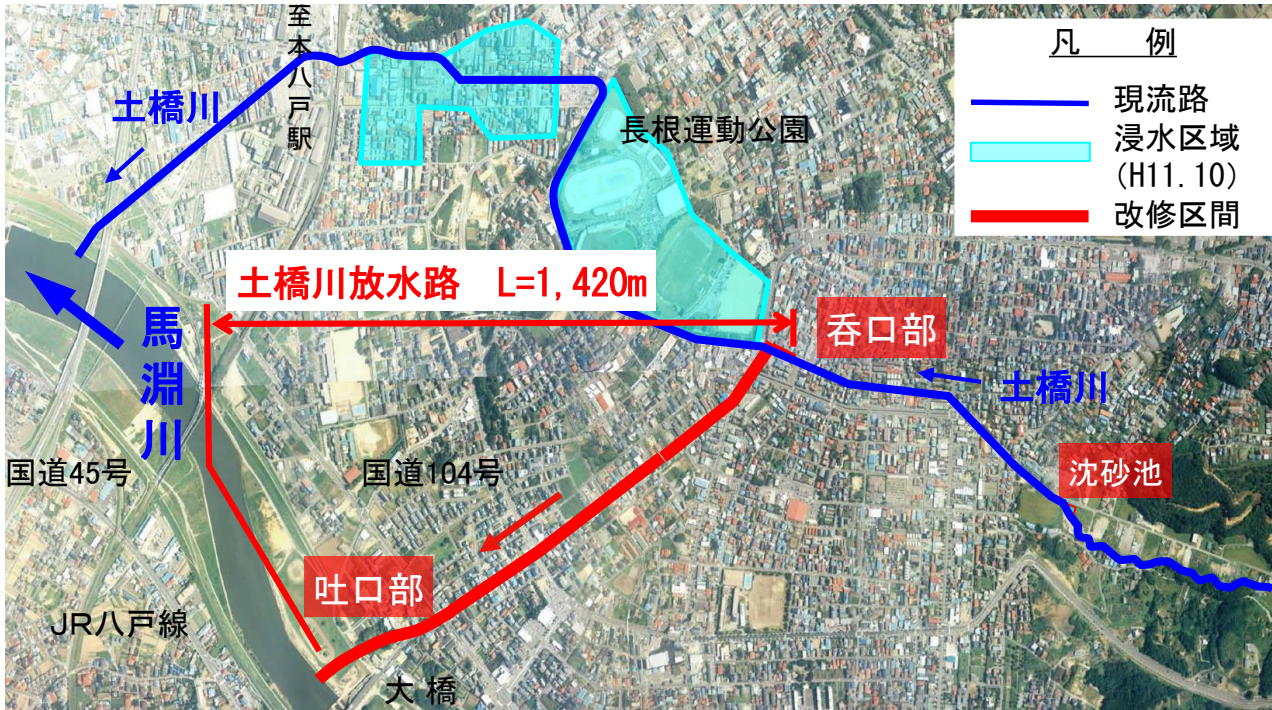 至本八戸駅
土橋川
長根運動公園
凡　例
現流路
浸水区域
(H11.10)
改修区間
土橋川放水路　L=1,420m
馬淵川
呑口部
土橋川
国道45号
国道104号
沈砂池
吐口部
JR八戸線
大橋